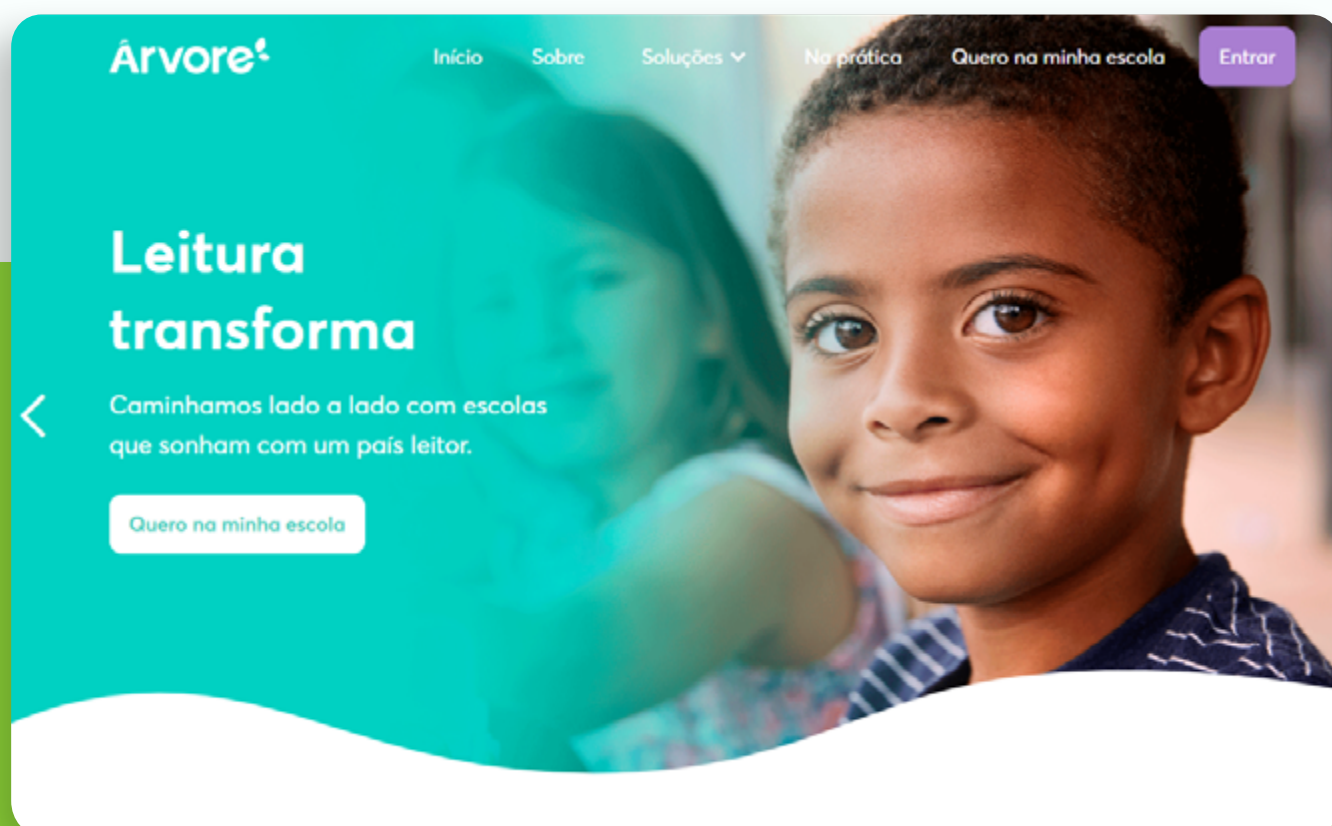 Árvore
Início Sobre Soluções Na prática Quero na minha escola Entrar
Leitura
transforma
Caminhamos lado a lado com escolas
que sonham com um país leitor.
Quero na minha escola